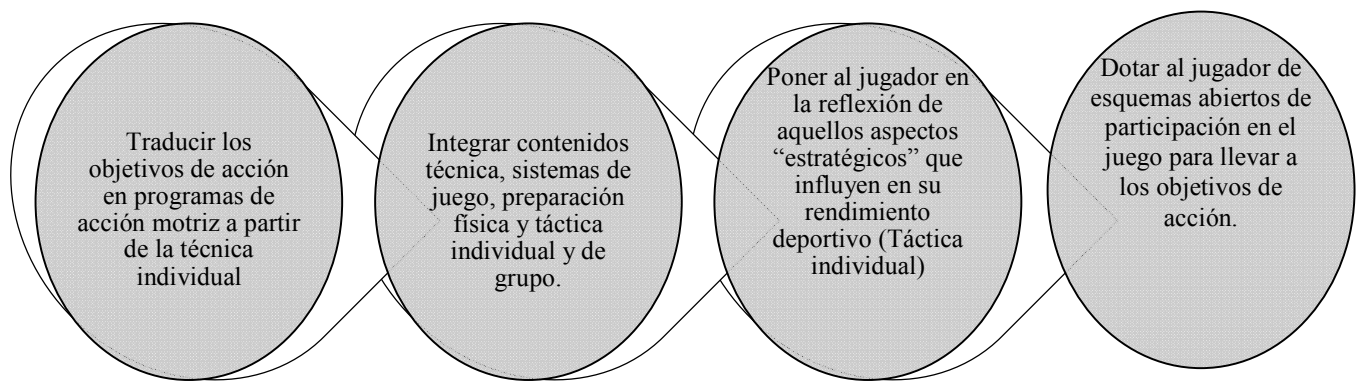 Traducir los
objetivos de acción
en programas de
acción motriz a partir
de la técnica
individual
Integrar contenidos
técnica, sistemas de
juego, preparación
física y táctica
individual y de
grupo.
Poner al jugador en
la reflexión de
aquellos aspectos
“estratégicos” que
influyen en su
rendimiento
deportivo (Táctica
individual)
Dotar al jugador de
esquemas abiertos de
participación en el
juego para llevar a
los objetivos de
acción.